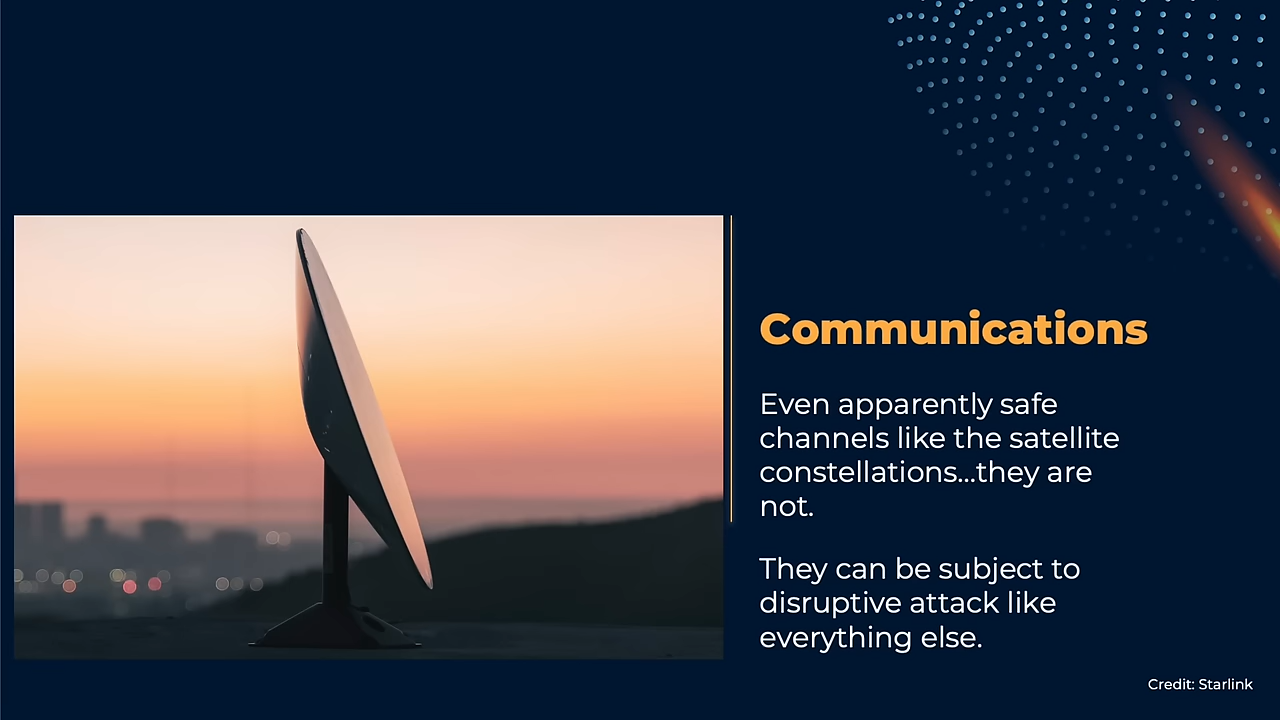 Communications
Even apparently safe
channels like the satellite
constellations...they are
not.
They can be subject to
disruptive attack like
everything else.
Credit: Starlink